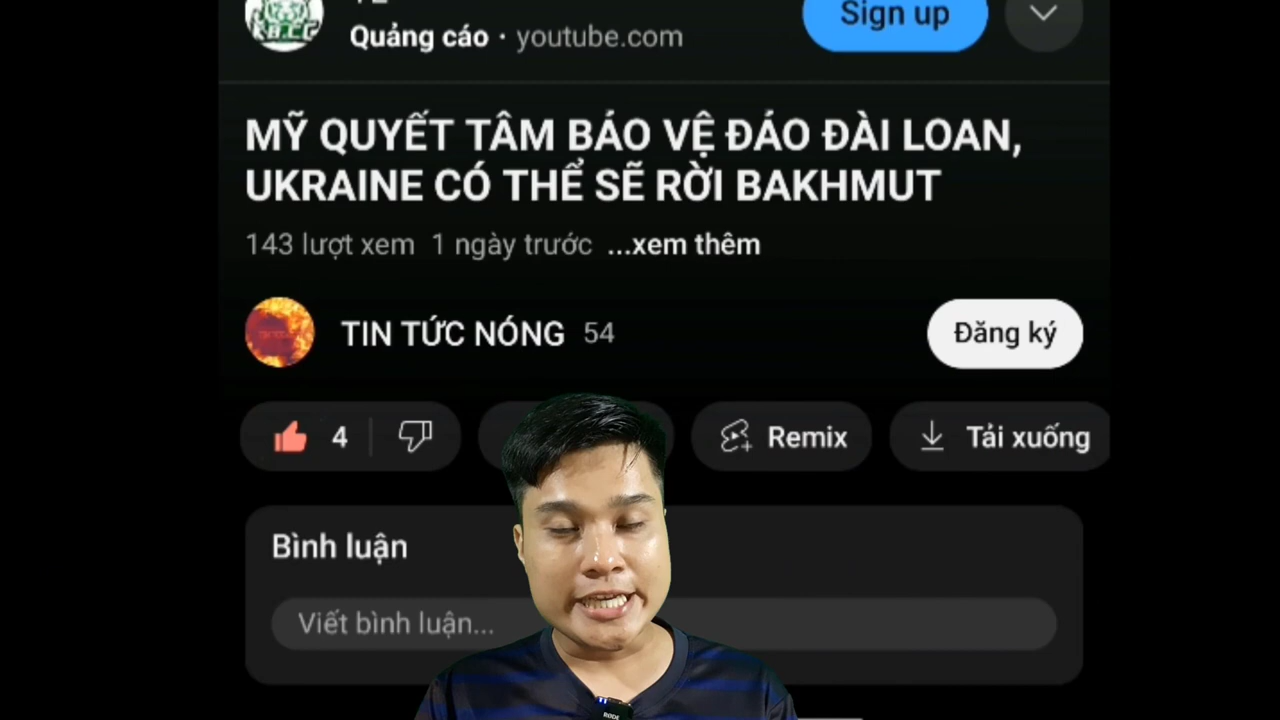 Sign up
Quảng cáo · youtube.com
MỸ QUYẾT TÂM BẢO VỆ ĐẢO ĐÀI LOAN,
UKRAINE CÓ THỂ SẼ RỜI BAKHMUT
143 lượt xem 1 ngày trước ...xem thêm
TIN TỨC NÓNG 54
Đăng ký
4
Remix
Tải xuống
Bình luận
Viết bình luận...
RØDE